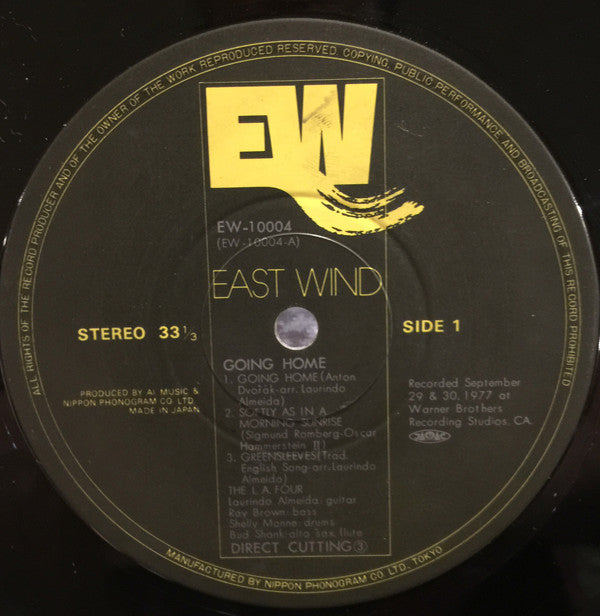 ALL RIGHTS OF THE RECORD PRODUCER AND OF THE OWNER OF THE WORK REPRODUCED RESERVED. COPYING, PUBLIC PERFORMANCE AND BROADCASTING OF THIS RECORD PROHIBITED
EW
EW-10004
(EW-10004-A)
EAST WIND
STEREO 33 1/3
SIDE 1
GOING HOME
1. GOING HOME (Anton
Dvořák-arr. Laurindo
Almeida)
2. SOFTLY AS IN A
MORNING SUNRISE
(Sigmund Romberg-Oscar
Hammerstein II)
3. GREENSLEEVES (Trad.
English Song-arr. Laurindo
Almeida)
THE L.A. FOUR
Laurindo Almeida: guitar
Ray Brown: bass
Shelly Manne: drums
Bud Shank: alto sax, flute
DIRECT CUTTING ③
PRODUCED BY AI MUSIC &
NIPPON PHONOGRAM CO. LTD.
MADE IN JAPAN
Recorded September
29 & 30, 1977 at
Warner Brothers
Recording Studios, CA.
MANUFACTURED BY NIPPON PHONOGRAM CO. LTD., TOKYO